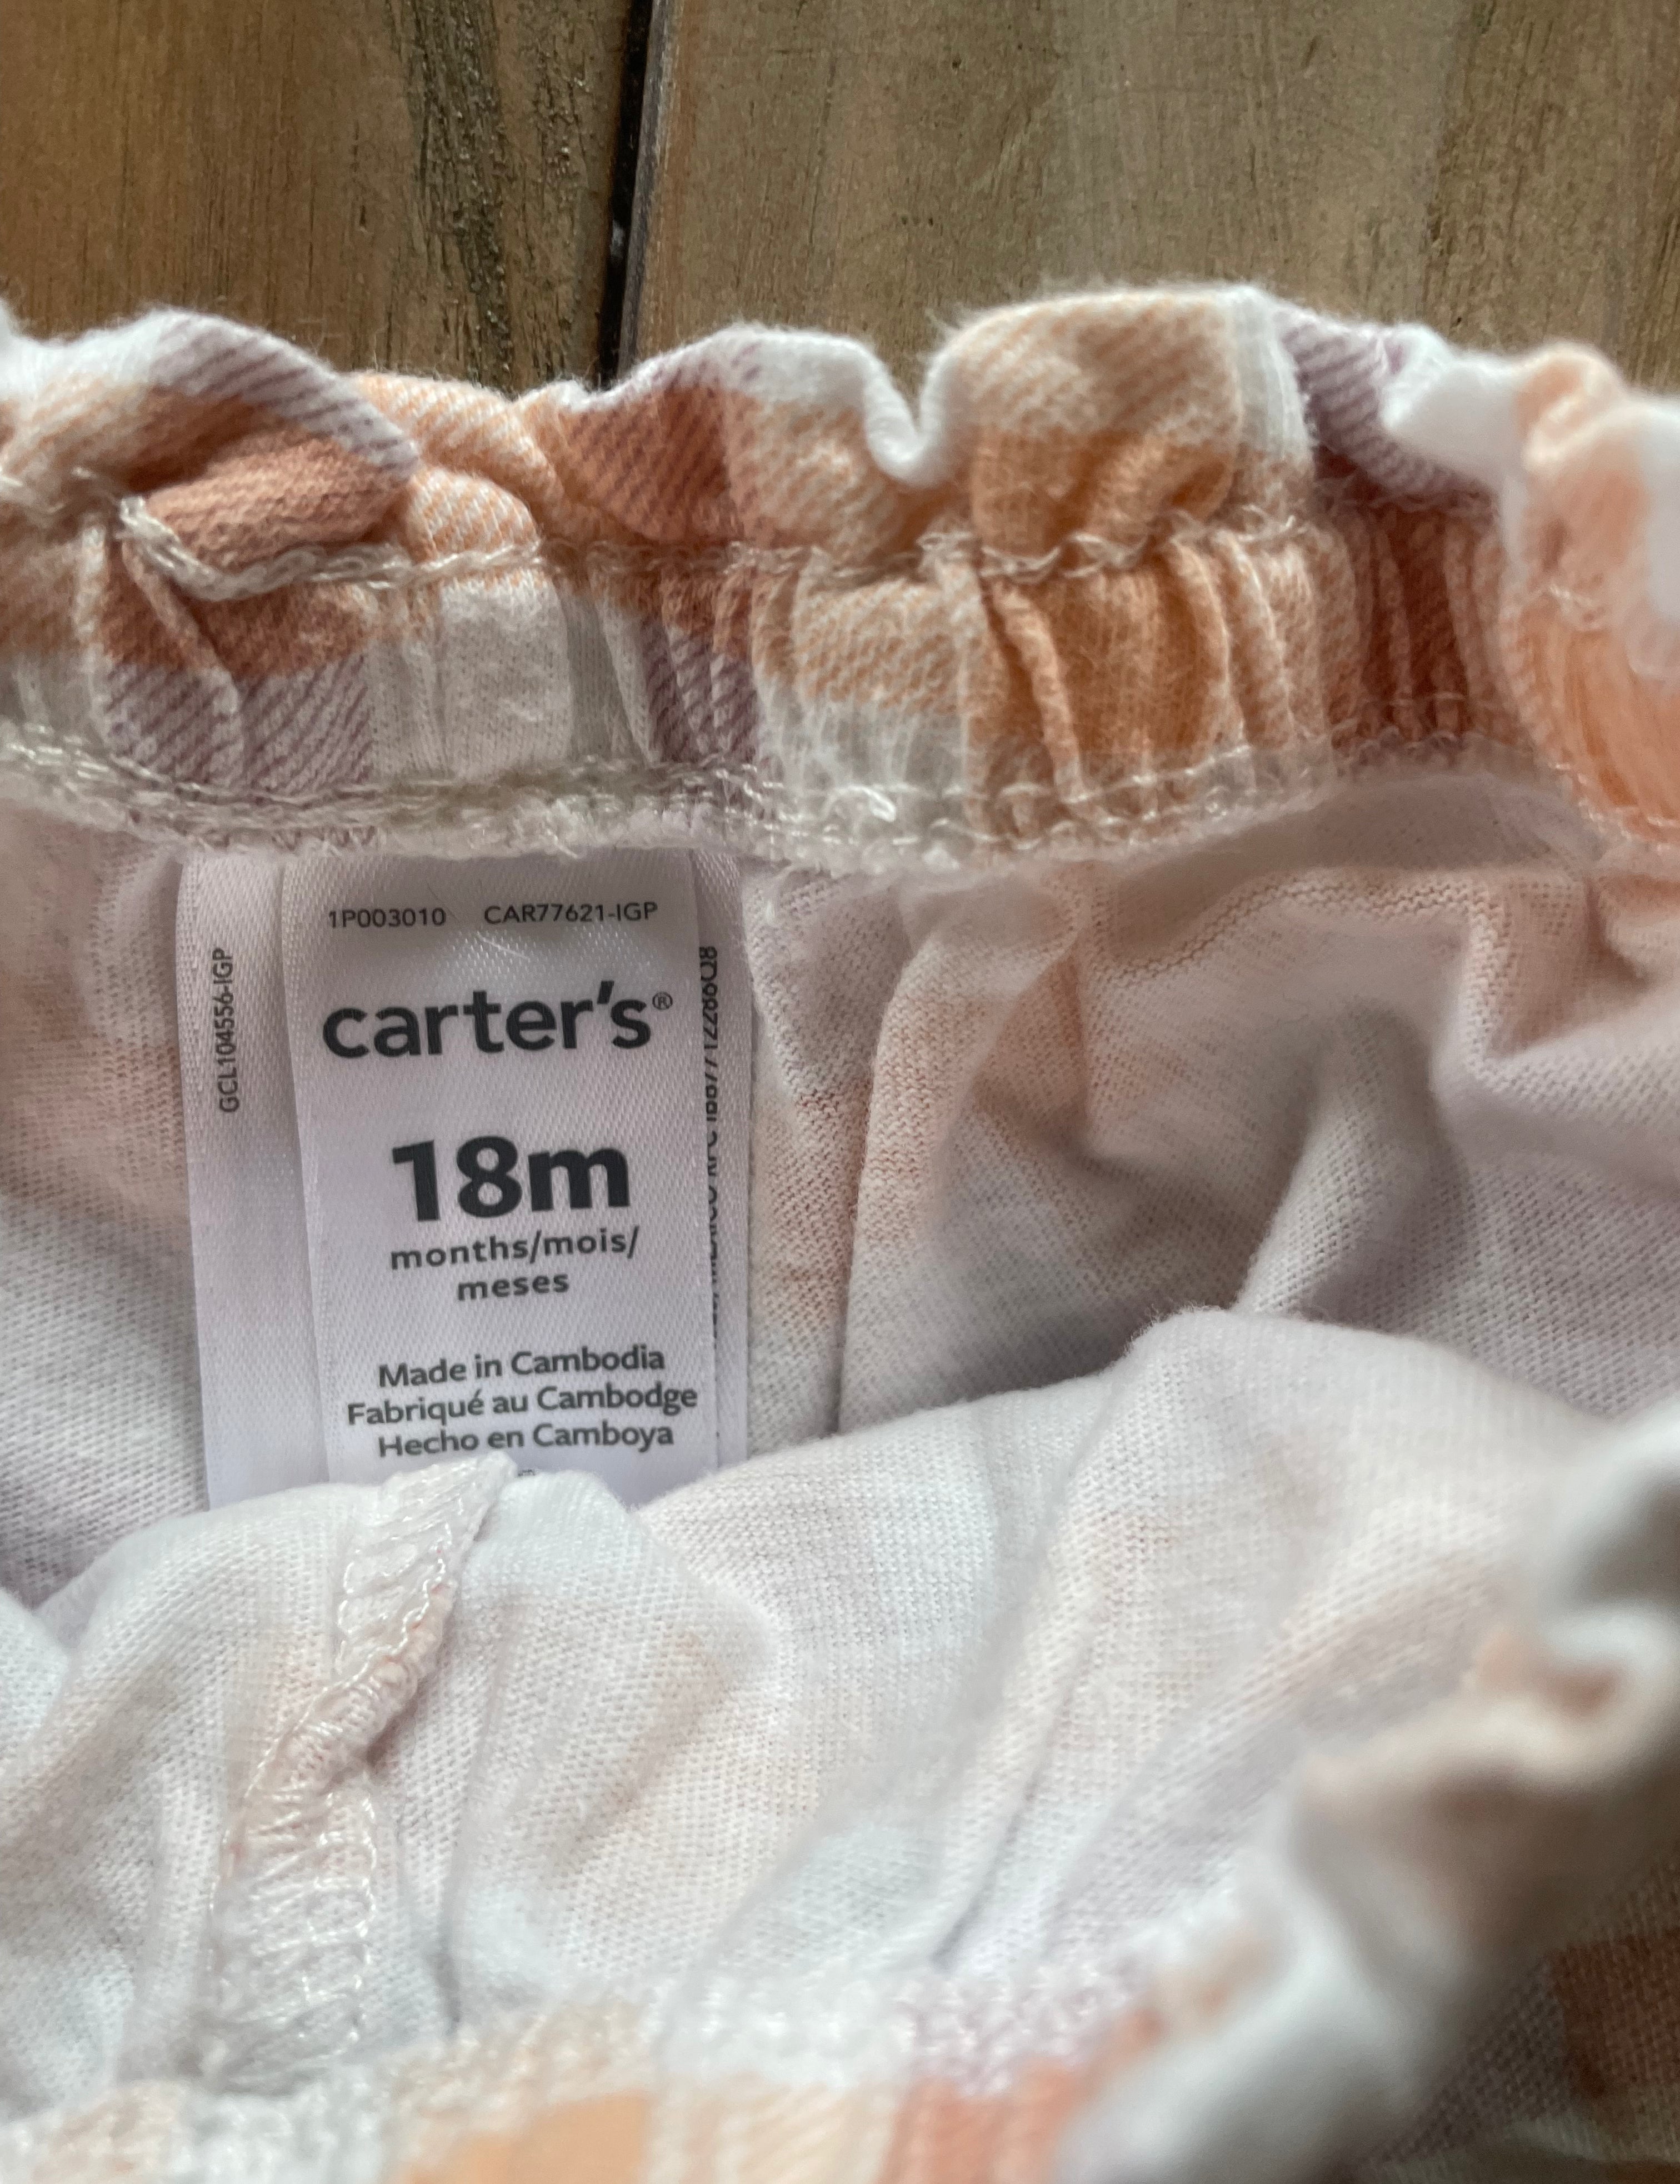 1P003010 CAR77621-IGP
carter's®
18m
months/mois/
meses
Made in Cambodia
Fabriqué au Cambodge
Hecho en Camboya
GCL104556-IGP